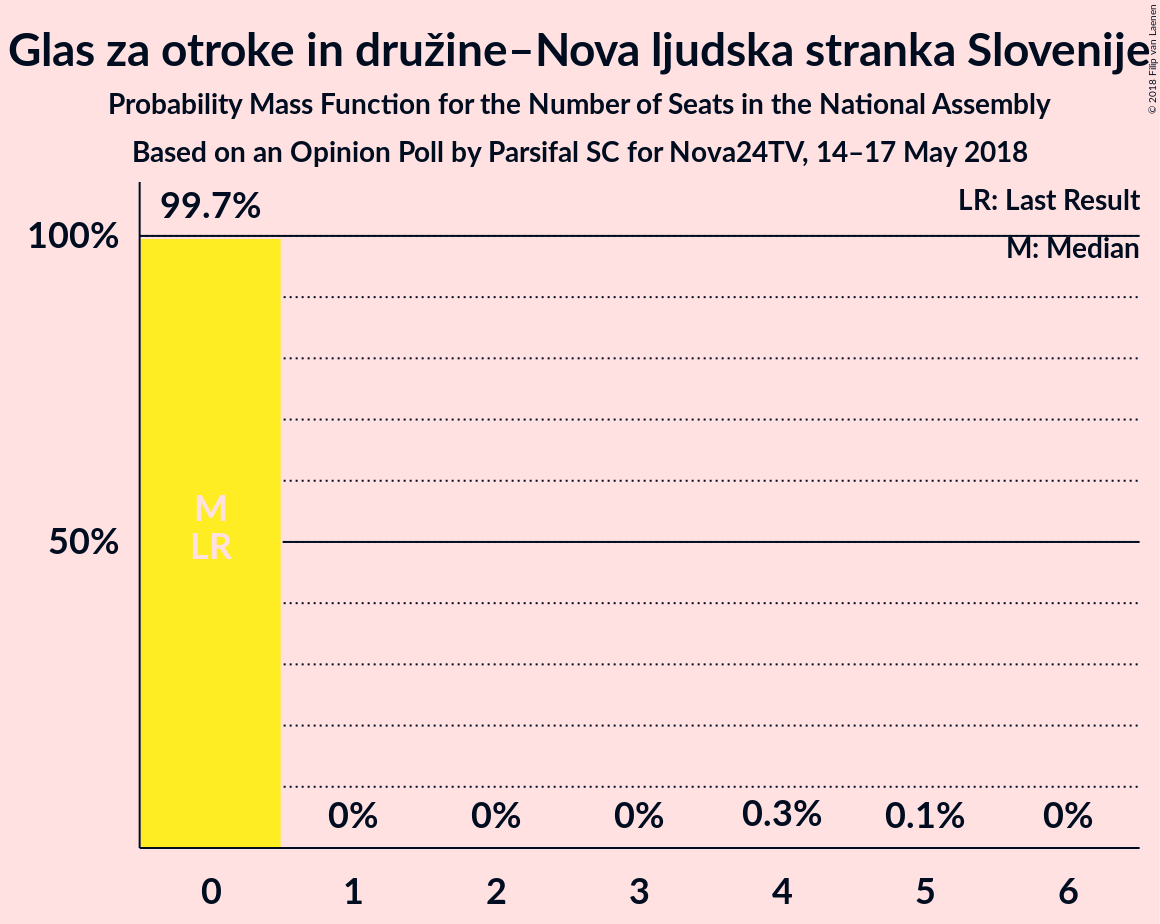 Glas za otroke in družine–Nova ljudska stranka Slovenije
Probability Mass Function for the Number of Seats in the National Assembly
Based on an Opinion Poll by Parsifal SC for Nova24TV, 14–17 May 2018
© 2018 Filip van Laenen
LR: Last Result
M: Median
99.7%
100%
50%
M
LR
0%
0%
0%
0.3%
0.1%
0%
0
1
2
3
4
5
6